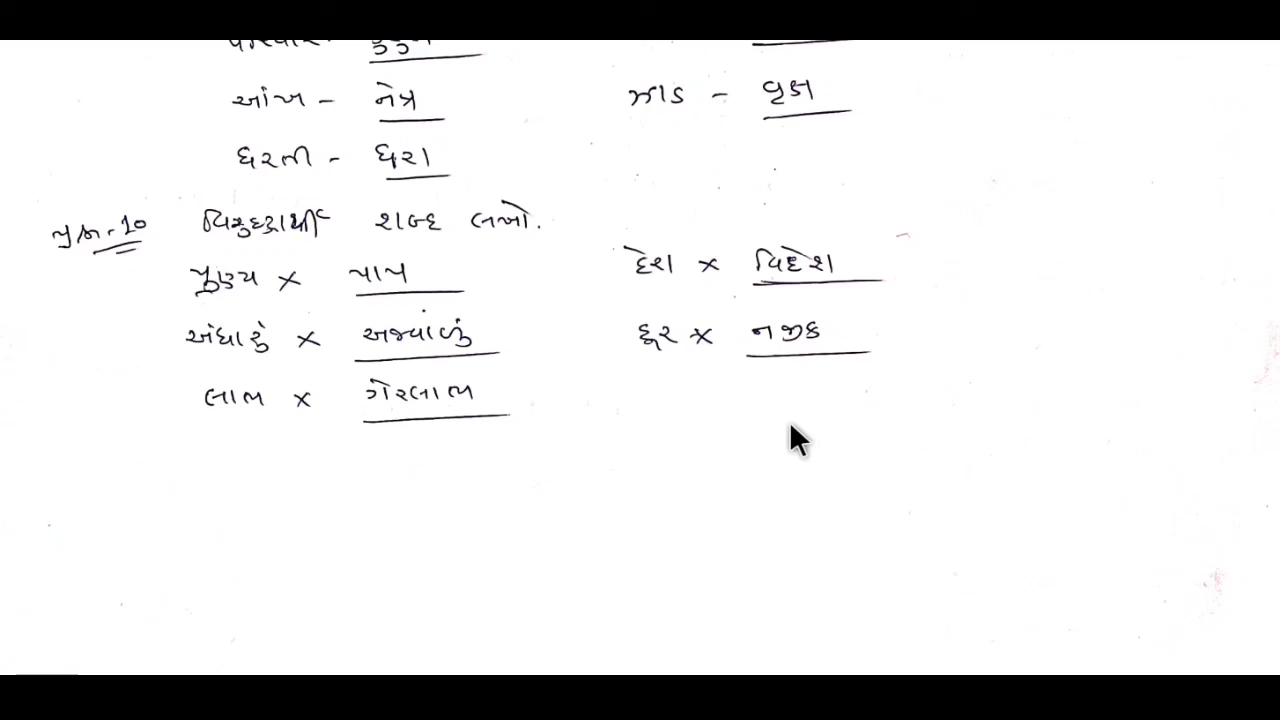 આંખ - નેત્ર ઝાડ - વૃક્ષ
ધરતી - ધરા
પ્રશ્ન-10 વિરુદ્ધાર્થી શબ્દ લખો.
પુણ્ય × પાપ દેશ × વિદેશ
અંધારું × અજવાળું દૂર × નજીક
લાભ × ગેરલાભ